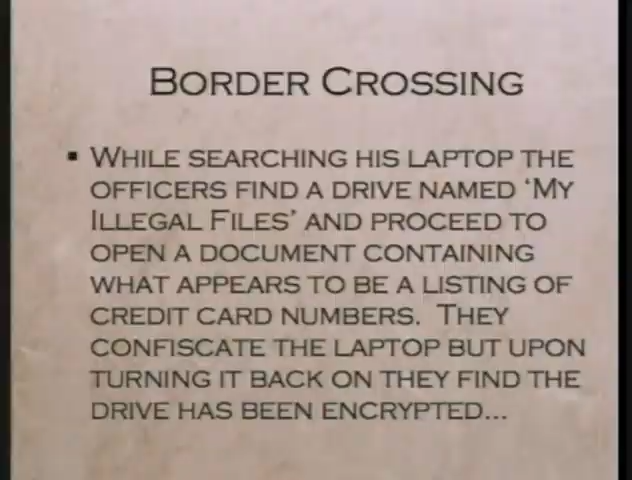 Border Crossing
▪ While searching his laptop the
officers find a drive named ‘My
Illegal Files’ and proceed to
open a document containing
what appears to be a listing of
credit card numbers.  They
confiscate the laptop but upon
turning it back on they find the
drive has been encrypted...